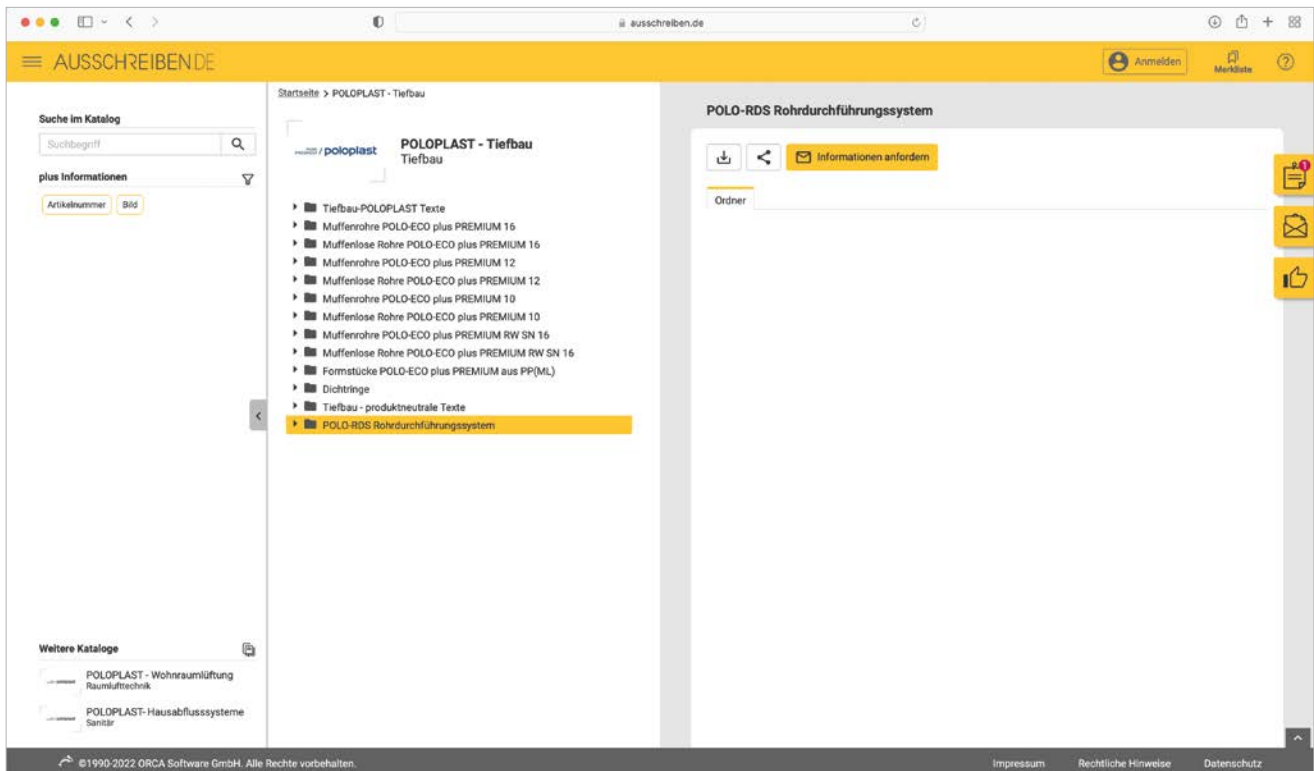 ausschreiben.de
AUSSCHREIBEN.DE
Anmelden
Merkliste
Suche im Katalog
Suchbegriff
plus Informationen
Artikelnummer
Bild
Weitere Kataloge
POLOPLAST - Wohnraumlüftung
Raumlufttechnik
POLOPLAST- Hausabflusssysteme
Sanitär
Startseite > POLOPLAST - Tiefbau
poloplast
POLOPLAST - Tiefbau
Tiefbau
Tiefbau-POLOPLAST Texte
Muffenrohre POLO-ECO plus PREMIUM 16
Muffenlose Rohre POLO-ECO plus PREMIUM 16
Muffenrohre POLO-ECO plus PREMIUM 12
Muffenlose Rohre POLO-ECO plus PREMIUM 12
Muffenrohre POLO-ECO plus PREMIUM 10
Muffenlose Rohre POLO-ECO plus PREMIUM 10
Muffenrohre POLO-ECO plus PREMIUM RW SN 16
Muffenlose Rohre POLO-ECO plus PREMIUM RW SN 16
Formstücke POLO-ECO plus PREMIUM aus PP(ML)
Dichtringe
Tiefbau - produktneutrale Texte
POLO-RDS Rohrdurchführungssystem
POLO-RDS Rohrdurchführungssystem
Informationen anfordern
Ordner
1
©1990-2022 ORCA Software GmbH. Alle Rechte vorbehalten.
Impressum
Rechtliche Hinweise
Datenschutz